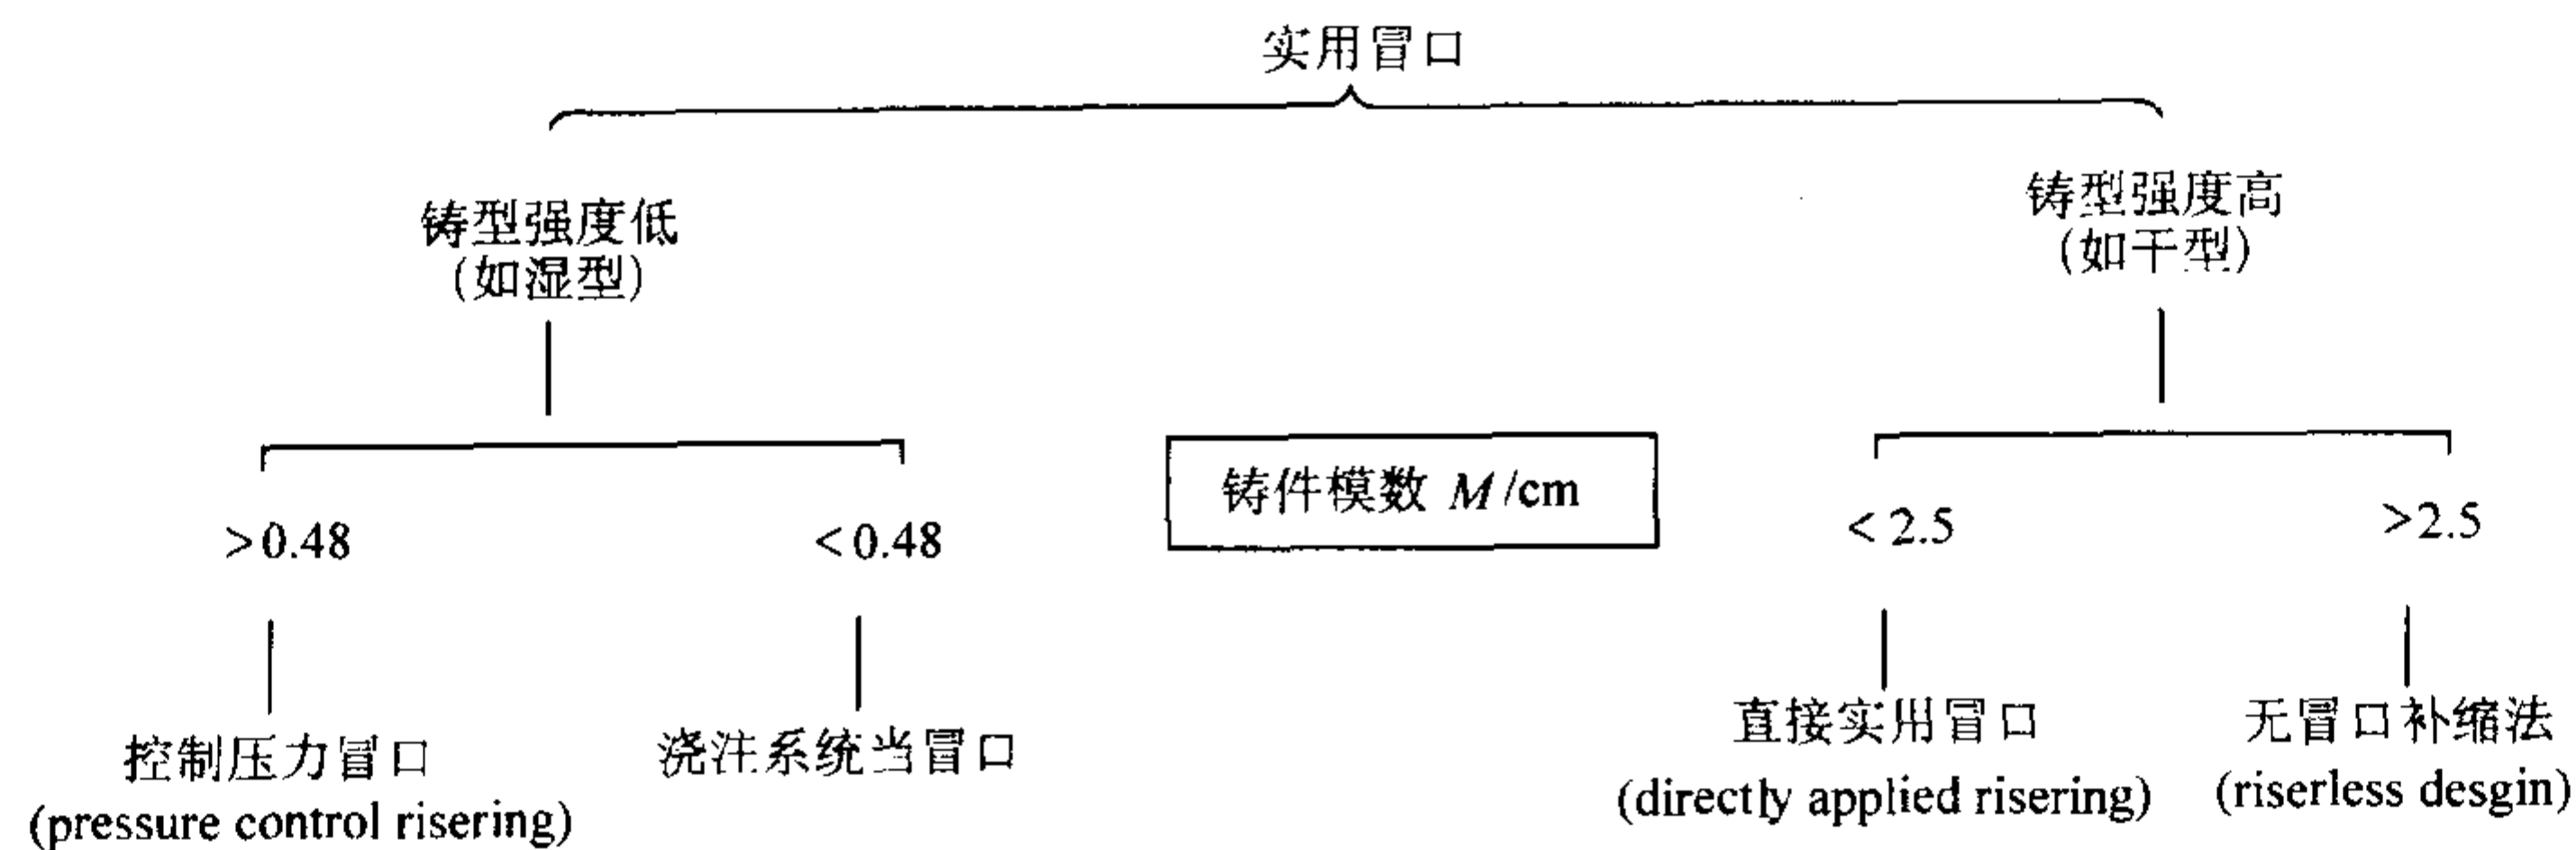 实用冒口
铸型强度低
(如湿型)
铸型强度高
(如干型)
铸件模数 M/cm
>0.48
<0.48
<2.5
>2.5
控制压力冒口
(pressure control risering)
浇注系统当冒口
直接实用冒口
(directly applied risering)
无冒口补缩法
(riserless desgin)